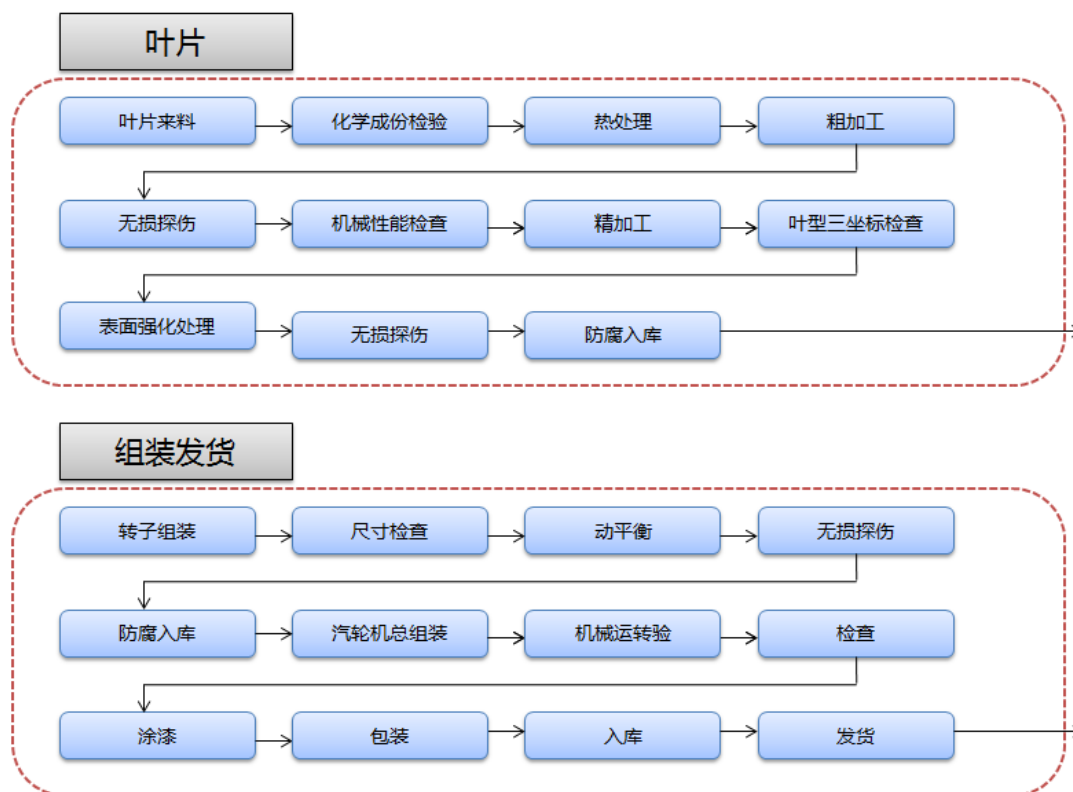 叶片
叶片来料
化学成份检验
热处理
粗加工
无损探伤
机械性能检查
精加工
叶型三坐标检查
表面强化处理
无损探伤
防腐入库
组装发货
转子组装
尺寸检查
动平衡
无损探伤
防腐入库
汽轮机总组装
机械运转验
检查
涂漆
包装
入库
发货